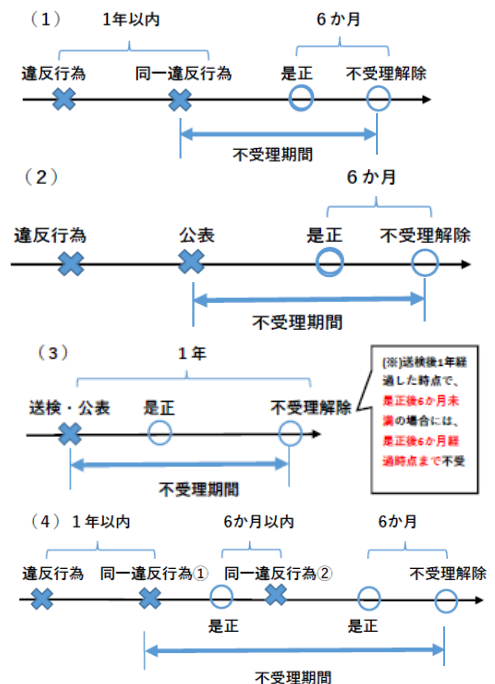 （1）
1年以内
6か月
違反行為
同一違反行為
是正
不受理解除
不受理期間
（2）
6か月
違反行為
公表
是正
不受理解除
不受理期間
（3）
1年
送検・公表
是正
不受理解除
不受理期間
(※)送検後1年経
過した時点で、
是正後6か月未
満の場合には、
是正後6か月経
過時点まで不受
（4）
1年以内
6か月以内
6か月
違反行為
同一違反行為①
同一違反行為②
不受理解除
是正
是正
不受理期間